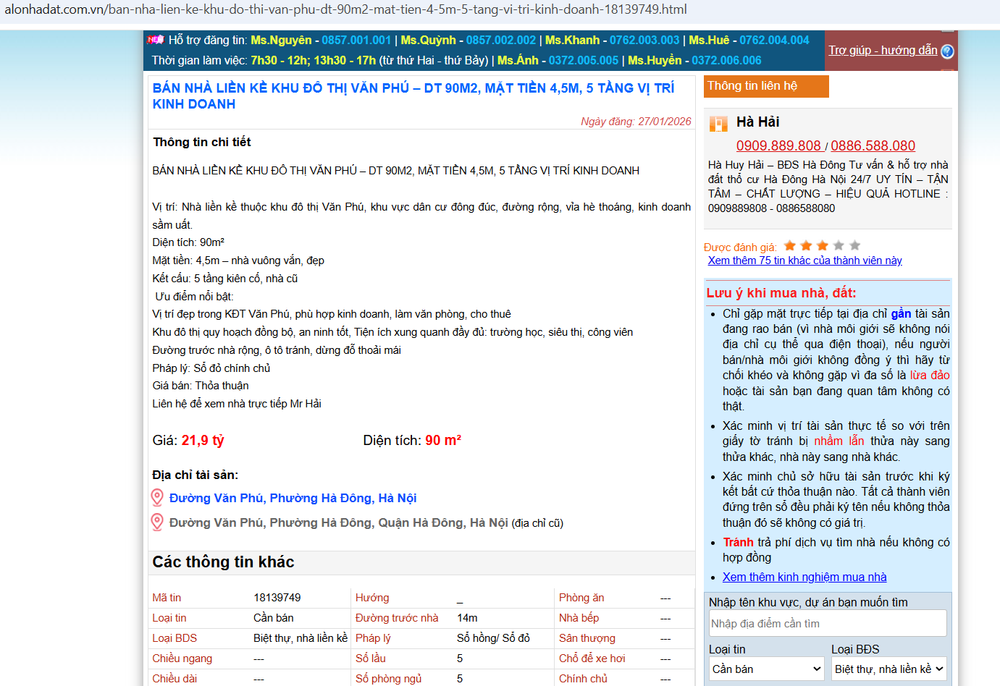 alonhadat.com.vn/ban-nha-lien-ke-khu-do-thi-van-phu-dt-90m2-mat-tien-4-5m-5-tang-vi-tri-kinh-doanh-18139749.html
Hỗ trợ đăng tin: Ms.Nguyên - 0857.001.001 | Ms.Quỳnh - 0857.002.002 | Ms.Khanh - 0762.003.003 | Ms.Huê - 0762.004.004
Thời gian làm việc: 7h30 - 12h; 13h30 - 17h (từ thứ Hai - thứ Bảy) | Ms.Ánh - 0372.005.005 | Ms.Huyền - 0372.006.006
Trợ giúp - hướng dẫn
BÁN NHÀ LIỀN KỀ KHU ĐÔ THỊ VĂN PHÚ – DT 90M2, MẶT TIỀN 4,5M, 5 TẦNG VỊ TRÍ
KINH DOANH
Ngày đăng: 27/01/2026
Thông tin chi tiết
BÁN NHÀ LIỀN KỀ KHU ĐÔ THỊ VĂN PHÚ – DT 90M2, MẶT TIỀN 4,5M, 5 TẦNG VỊ TRÍ KINH DOANH
Vị trí: Nhà liền kề thuộc khu đô thị Văn Phú, khu vực dân cư đông đúc, đường rộng, vỉa hè thoáng, kinh doanh
sầm uất.
Diện tích: 90m²
Mặt tiền: 4,5m – nhà vuông vắn, đẹp
Kết cấu: 5 tầng kiên cố, nhà cũ
Ưu điểm nổi bật:
Vị trí đẹp trong KĐT Văn Phú, phù hợp kinh doanh, làm văn phòng, cho thuê
Khu đô thị quy hoạch đồng bộ, an ninh tốt, Tiện ích xung quanh đầy đủ: trường học, siêu thị, công viên
Đường trước nhà rộng, ô tô tránh, dừng đỗ thoải mái
Pháp lý: Sổ đỏ chính chủ
Giá bán: Thỏa thuận
Liên hệ để xem nhà trực tiếp Mr Hải
Giá: 21,9 tỷ Diện tích: 90 m²
Địa chỉ tài sản:
Đường Văn Phú, Phường Hà Đông, Hà Nội
Đường Văn Phú, Phường Hà Đông, Quận Hà Đông, Hà Nội (địa chỉ cũ)
Các thông tin khác
Mã tin 18139749 Hướng _ Phòng ăn ---
Loại tin Cần bán Đường trước nhà 14m Nhà bếp ---
Loại BDS Biệt thự, nhà liền kề Pháp lý Sổ hồng/ Sổ đỏ Sân thượng ---
Chiều ngang --- Số lầu 5 Chổ để xe hơi ---
Chiều dài --- Số phòng ngủ 5 Chính chủ ---
Thông tin liên hệ
Hà Hải
0909.889.808 / 0886.588.080
Hà Huy Hải – BĐS Hà Đông Tư vấn & hỗ trợ nhà
đất thổ cư Hà Đông Hà Nội 24/7 UY TÍN – TẬN
TÂM – CHẤT LƯỢNG – HIỆU QUẢ HOTLINE :
0909889808 - 0886588080
Được đánh giá:
Xem thêm 75 tin khác của thành viên này
Lưu ý khi mua nhà, đất:
• Chỉ gặp mặt trực tiếp tại địa chỉ gần tài sản
đang rao bán (vì nhà môi giới sẽ không nói
địa chỉ cụ thể qua điện thoại), nếu người
bán/nhà môi giới không đồng ý thì hãy từ
chối khéo và không gặp vì đa số là lừa đảo
hoặc tài sản bạn đang quan tâm không có
thật.
• Xác minh vị trí tài sản thực tế so với trên
giấy tờ tránh bị nhầm lẫn thửa này sang
thửa khác, nhà này sang nhà khác.
• Xác minh chủ sở hữu tài sản trước khi ký
kết bất cứ thỏa thuận nào. Tất cả thành viên
đứng trên sổ đều phải ký tên nếu không thỏa
thuận đó sẽ không có giá trị.
• Tránh trả phí dịch vụ tìm nhà nếu không có
hợp đồng
• Xem thêm kinh nghiệm mua nhà
Nhập tên khu vực, dự án bạn muốn tìm
Nhập địa điểm cần tìm
Loại tin Loại BĐS
Cần bán Biệt thự, nhà liền kề